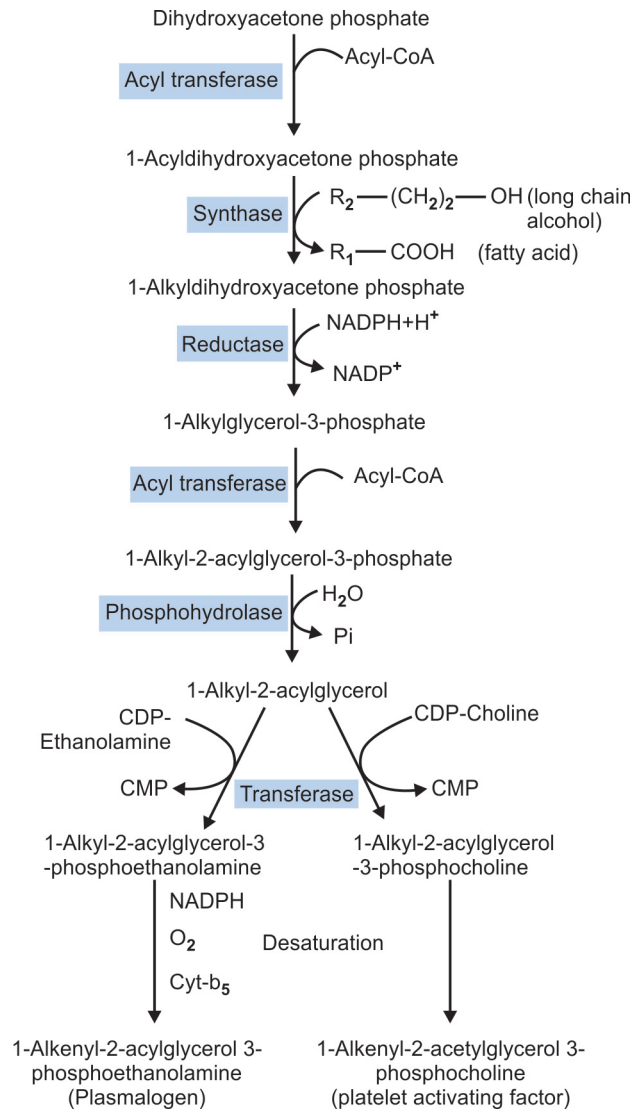 Dihydroxyacetone phosphate
Acyl-CoA
Acyl transferase
1-Acyldihydroxyacetone phosphate
R2—(CH2)2—OH (long chain
alcohol)
Synthase
R1—COOH (fatty acid)
1-Alkyldihydroxyacetone phosphate
NADPH+H+
Reductase
NADP+
1-Alkylglycerol-3-phosphate
Acyl transferase
Acyl-CoA
1-Alkyl-2-acylglycerol-3-phosphate
H2O
Phosphohydrolase
Pi
1-Alkyl-2-acylglycerol
CDP-
Ethanolamine
CDP-Choline
CMP
Transferase
CMP
1-Alkyl-2-acylglycerol-3
-phosphoethanolamine
1-Alkyl-2-acylglycerol
-3-phosphocholine
NADPH
O2
Desaturation
Cyt-b5
1-Alkenyl-2-acylglycerol 3-
phosphoethanolamine
(Plasmalogen)
1-Alkenyl-2-acetylglycerol 3-
phosphocholine
(platelet activating factor)